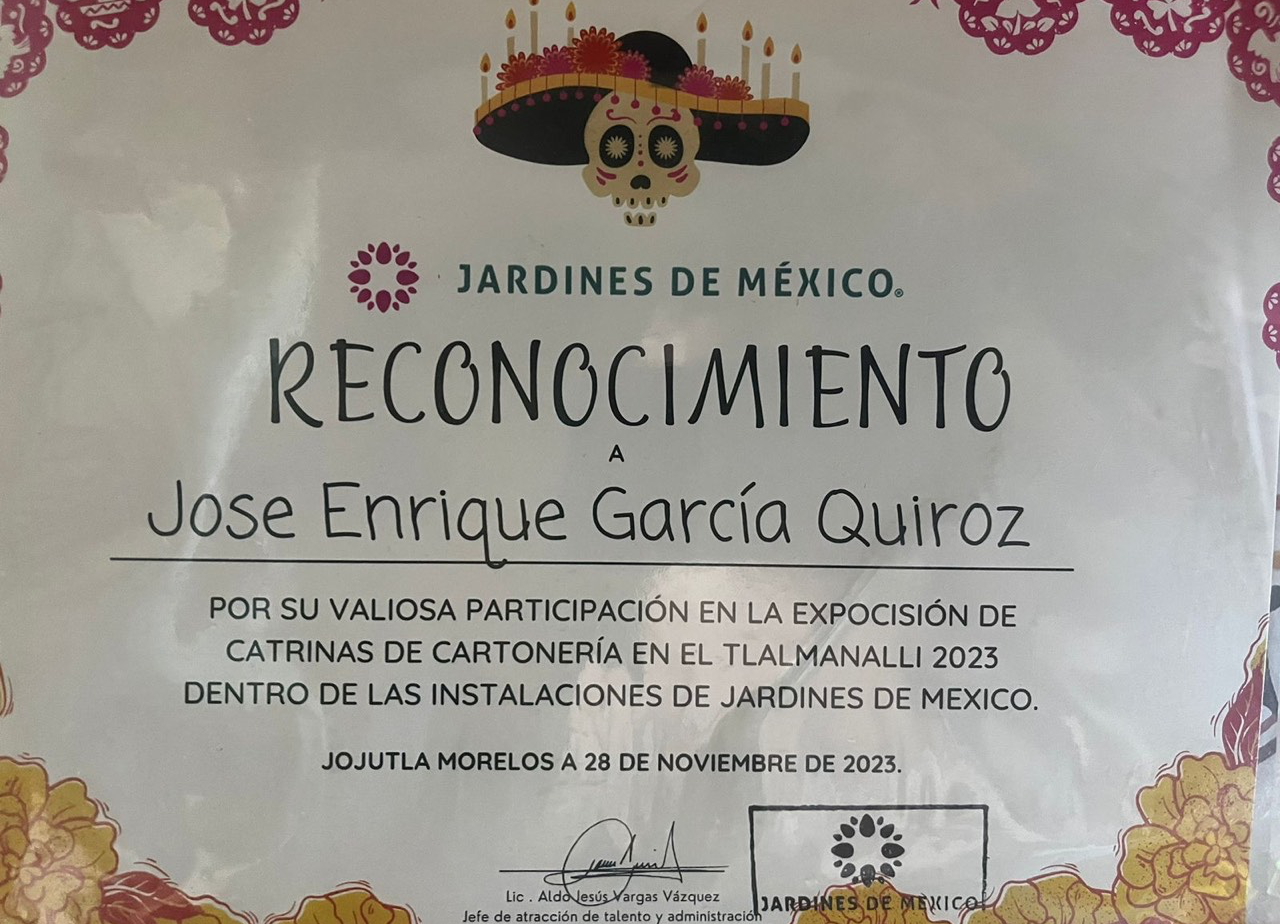 JARDINES DE MÉXICO®
RECONOCIMIENTO
A
Jose Enrique García Quiroz
POR SU VALIOSA PARTICIPACIÓN EN LA EXPOCISIÓN DE
CATRINAS DE CARTONERÍA EN EL TLALMANALLI 2023
DENTRO DE LAS INSTALACIONES DE JARDINES DE MEXICO.
JOJUTLA MORELOS A 28 DE NOVIEMBRE DE 2023.
Lic . Aldo Jesús Vargas Vázquez
Jefe de atracción de talento y administración
JARDINES DE MÉXICO